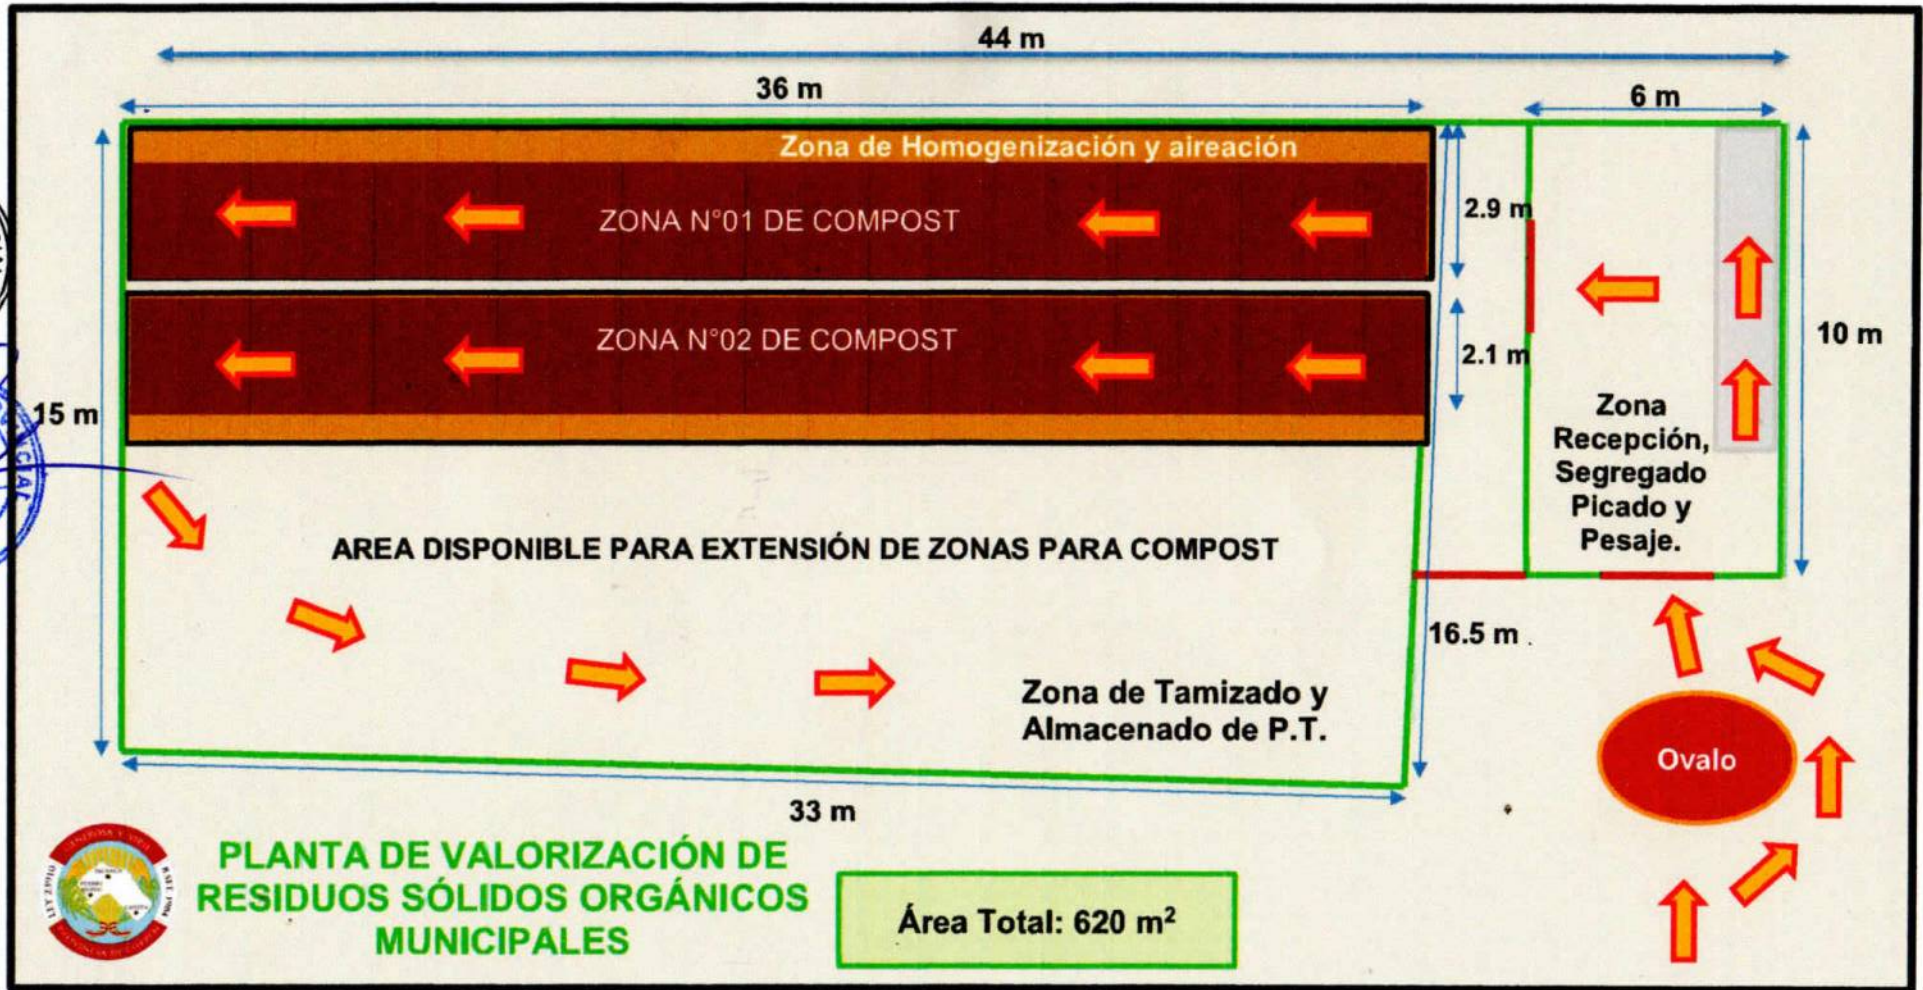 44 m
36 m
6 m
Zona de Homogenización y aireación
ZONA N°01 DE COMPOST
2.9 m
ZONA N°02 DE COMPOST
2.1 m
10 m
15 m
Zona
Recepción,
Segregado
Picado y
Pesaje.
AREA DISPONIBLE PARA EXTENSIÓN DE ZONAS PARA COMPOST
16.5 m
Zona de Tamizado y
Almacenado de P.T.
Ovalo
33 m
PLANTA DE VALORIZACIÓN DE
RESIDUOS SÓLIDOS ORGÁNICOS
MUNICIPALES
Área Total: 620 m²